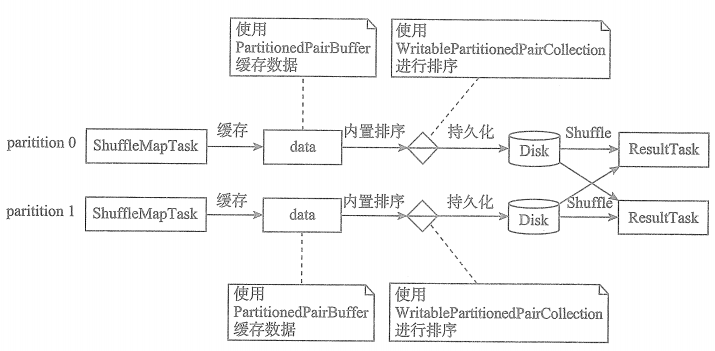 使用
PartitionedPairBuffer
缓存数据
使用
WritablePartitionedPairCollection
进行排序
paritition 0
ShuffleMapTask
缓存
data
内置排序
持久化
Disk
Shuffle
ResultTask
paritition 1
ShuffleMapTask
缓存
data
内置排序
持久化
Disk
Shuffle
ResultTask
使用
PartitionedPairBuffer
缓存数据
使用
WritablePartitionedPairCollection
进行排序